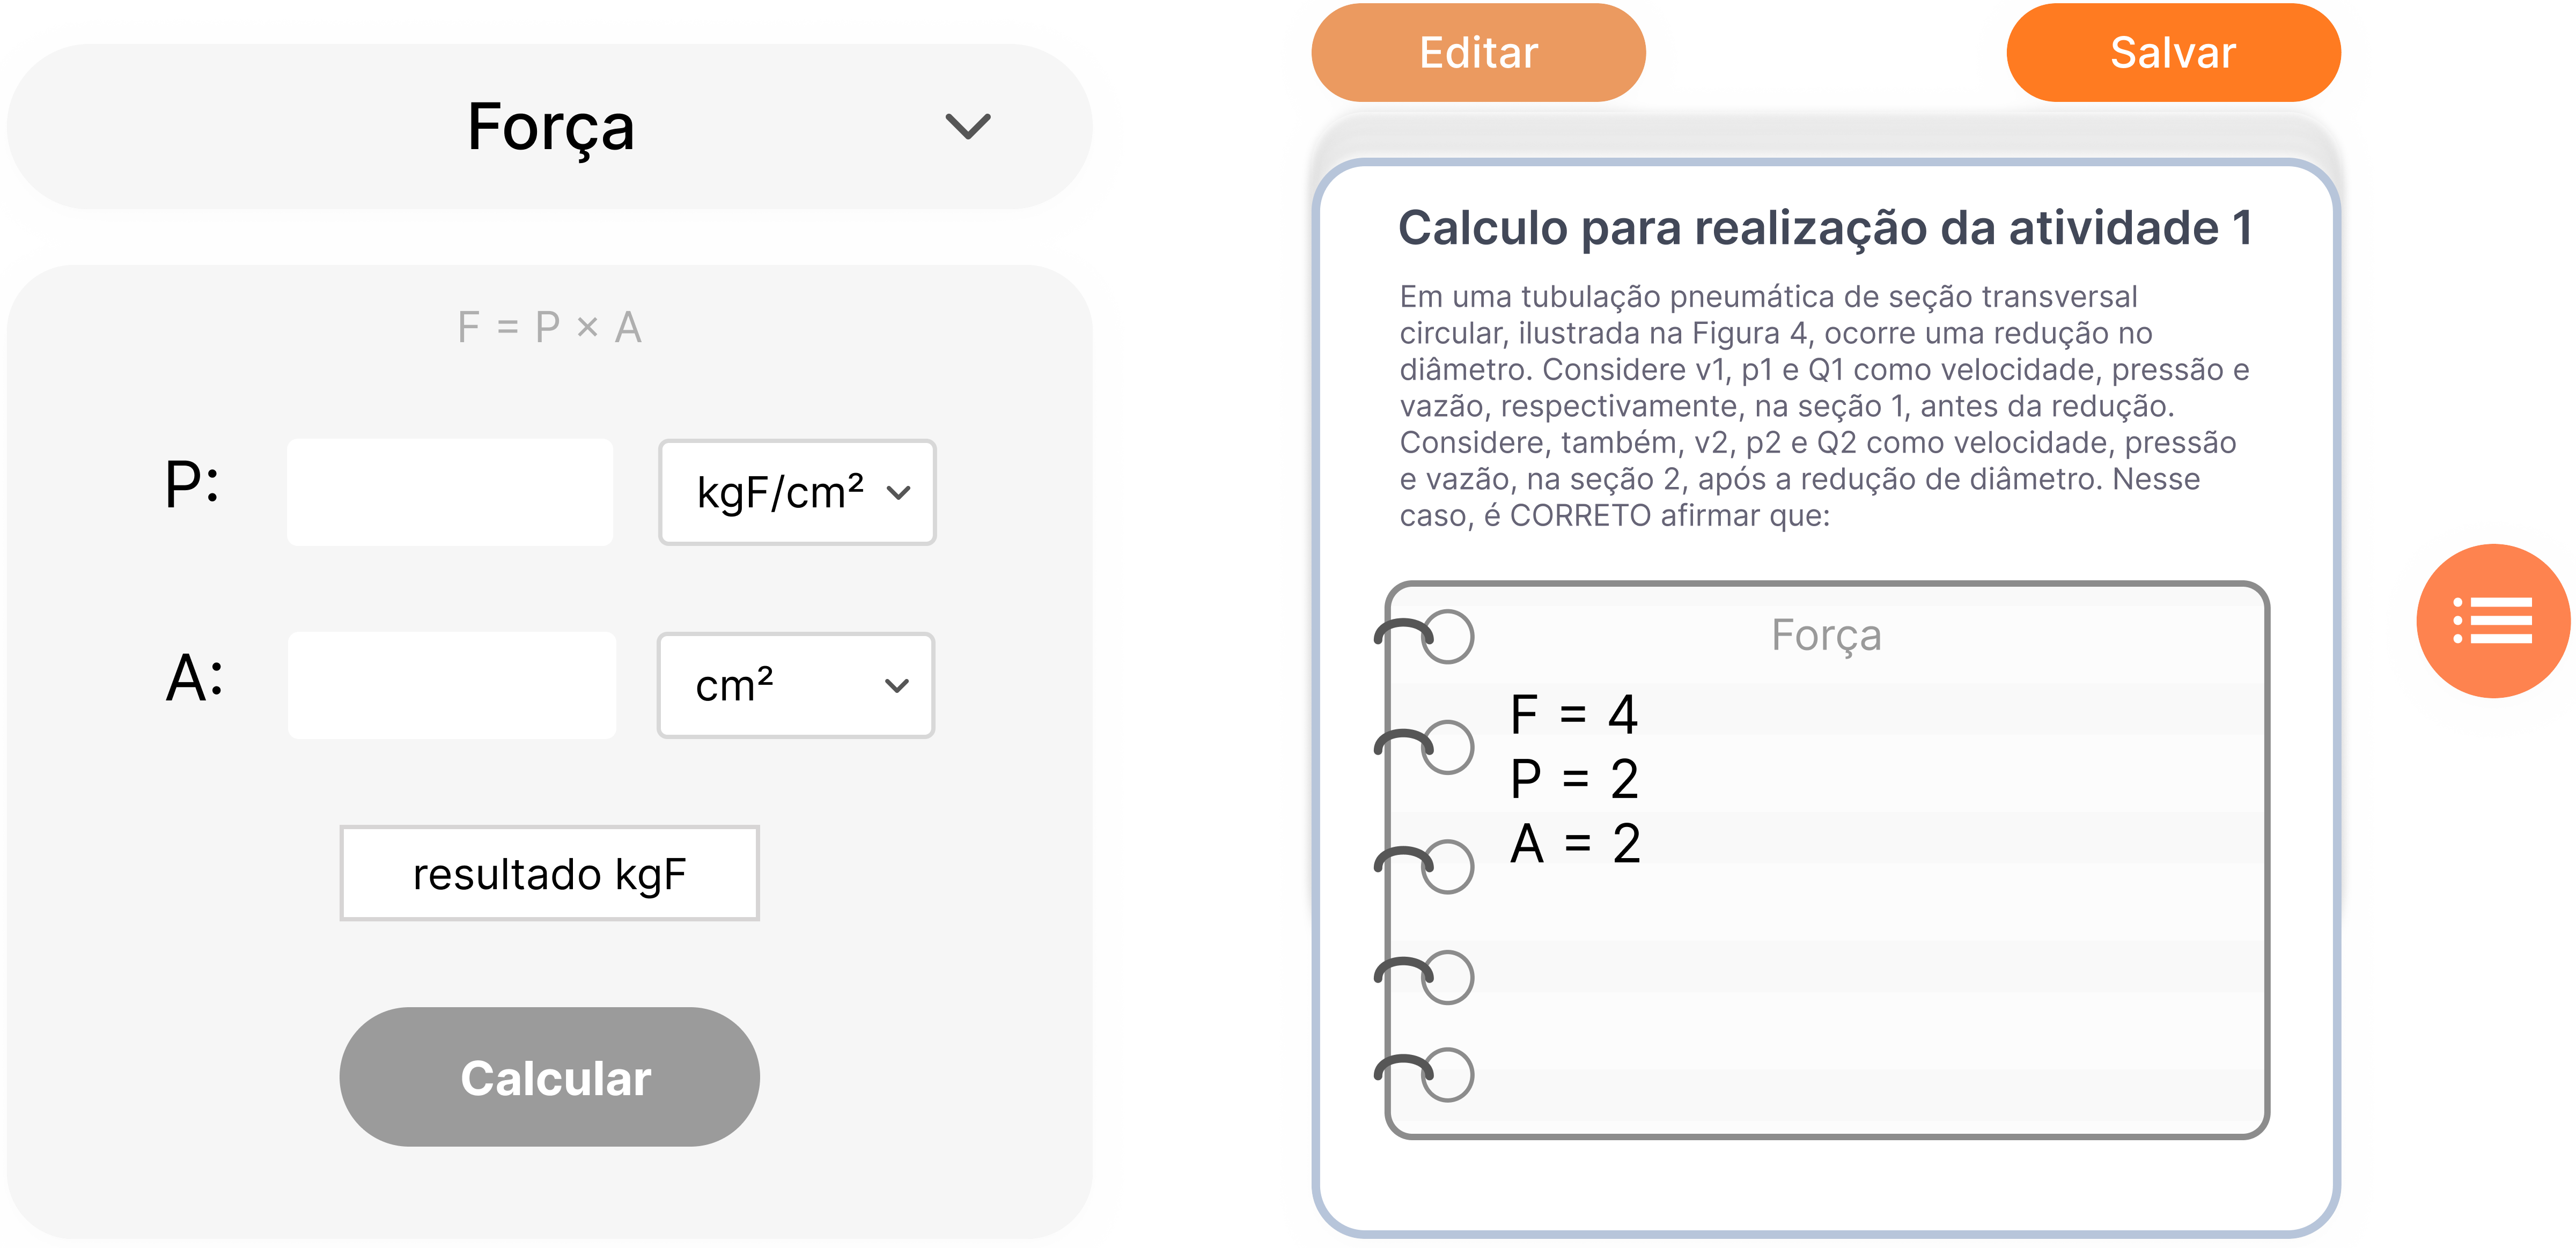 Força
F = P × A
P:
kgF/cm²
A:
cm²
resultado kgF
Calcular
Editar
Salvar
Calculo para realização da atividade 1
Em uma tubulação pneumática de seção transversal
circular, ilustrada na Figura 4, ocorre uma redução no
diâmetro. Considere v1, p1 e Q1 como velocidade, pressão e
vazão, respectivamente, na seção 1, antes da redução.
Considere, também, v2, p2 e Q2 como velocidade, pressão
e vazão, na seção 2, após a redução de diâmetro. Nesse
caso, é CORRETO afirmar que:
Força
F = 4
P = 2
A = 2